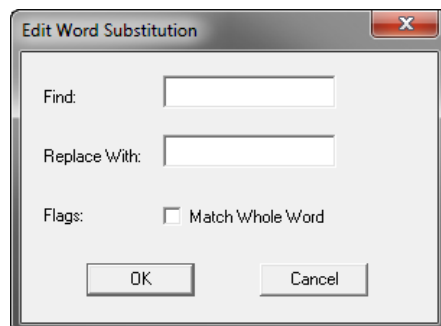 Edit Word Substitution
Find:
Replace With:
Flags: Match Whole Word
OK Cancel